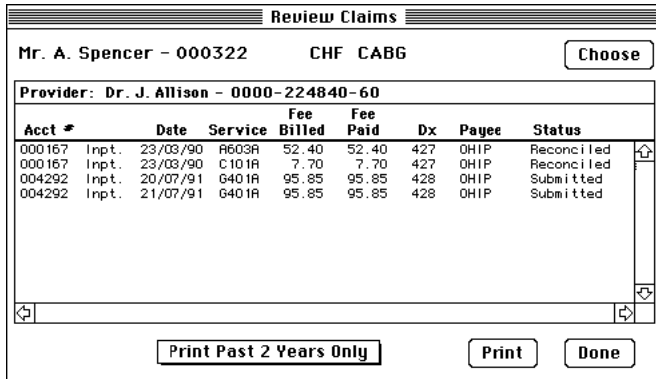 Review Claims
Mr. A. Spencer - 000322 CHF CABG Choose
Provider: Dr. J. Allison - 0000-224840-60
Fee Fee
Acct # Date Service Billed Paid Dx Payee Status
000167 Inpt. 23/03/90 A603A 52.40 52.40 427 OHIP Reconciled
000167 Inpt. 23/03/90 C101A 7.70 7.70 427 OHIP Reconciled
004292 Inpt. 20/07/91 G401A 95.85 95.85 428 OHIP Submitted
004292 Inpt. 21/07/91 G401A 95.85 95.85 428 OHIP Submitted
Print Past 2 Years Only Print Done